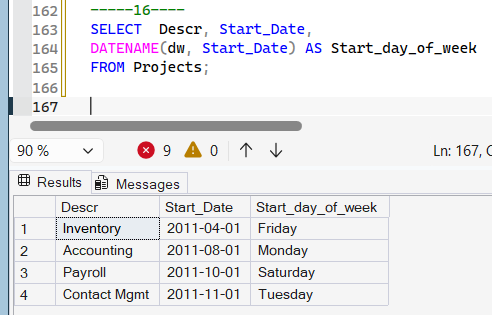 162 -----16----
163 SELECT  Descr, Start_Date,
164 DATENAME(dw, Start_Date) AS Start_day_of_week
165 FROM Projects;
166
167
90 % 9 0 Ln: 167, C
Results Messages
Descr Start_Date Start_day_of_week
1 Inventory 2011-04-01 Friday
2 Accounting 2011-08-01 Monday
3 Payroll 2011-10-01 Saturday
4 Contact Mgmt 2011-11-01 Tuesday